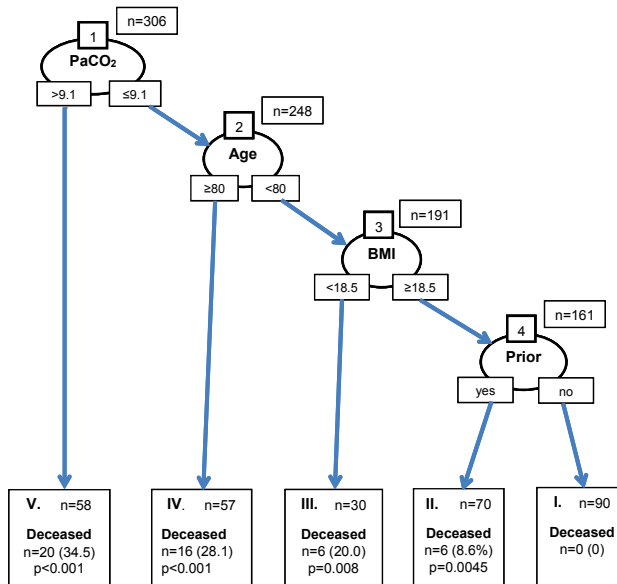 1
n=306
PaCO₂
>9.1
≤9.1
2
n=248
Age
≥80
<80
3
n=191
BMI
<18.5
≥18.5
4
n=161
Prior
yes
no
V. n=58
Deceased
n=20 (34.5)
p<0.001
IV. n=57
Deceased
n=16 (28.1)
p<0.001
III. n=30
Deceased
n=6 (20.0)
p=0.008
II. n=70
Deceased
n=6 (8.6%)
p=0.0045
I. n=90
Deceased
n=0 (0)